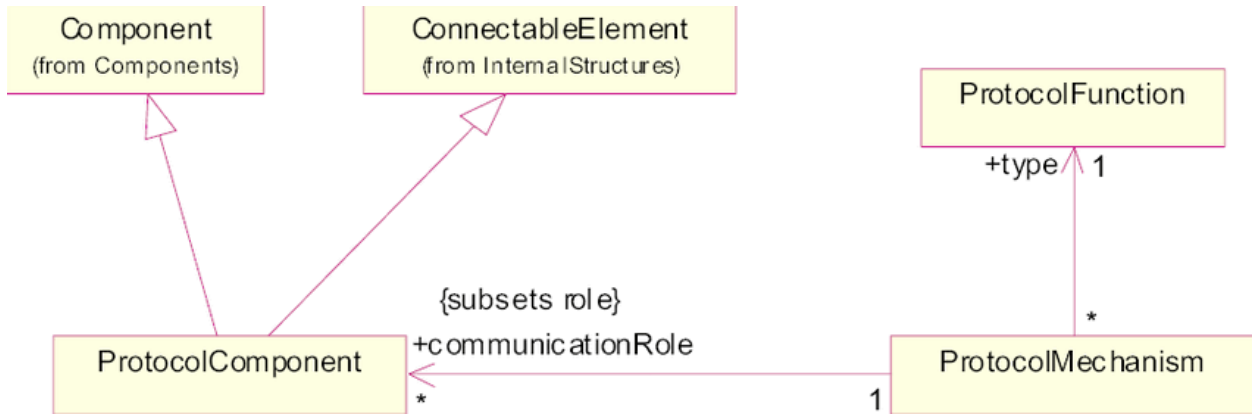 Component
(from Components)
ConnectableElement
(from InternalStructures)
ProtocolFunction
+type 1
{subsets role}
*
ProtocolComponent
+communicationRole
ProtocolMechanism
*
1